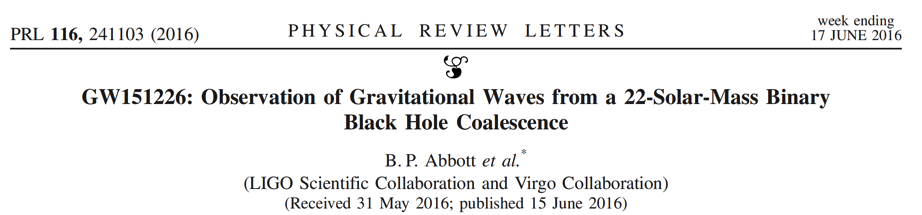 PRL 116, 241103 (2016) PHYSICAL REVIEW LETTERS week ending 17 JUNE 2016
GW151226: Observation of Gravitational Waves from a 22-Solar-Mass Binary
Black Hole Coalescence
B. P. Abbott et al.*
(LIGO Scientific Collaboration and Virgo Collaboration)
(Received 31 May 2016; published 15 June 2016)